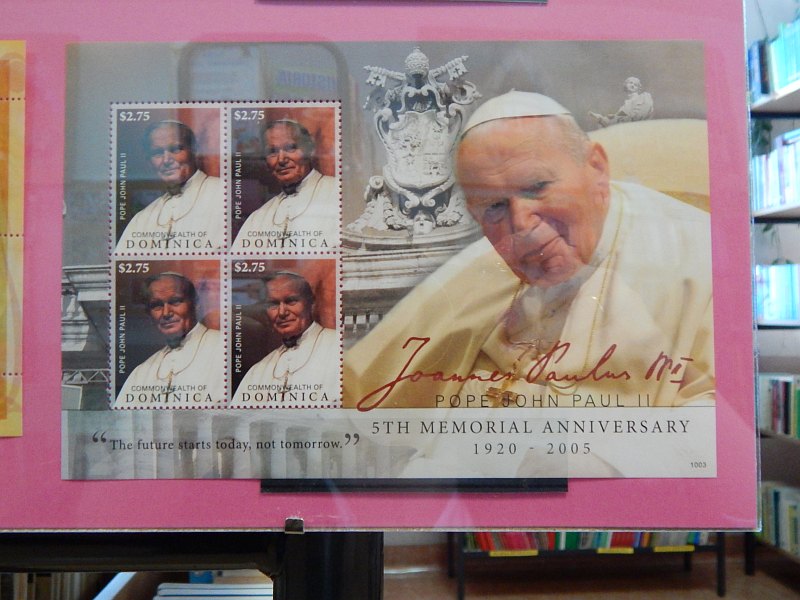 $2.75
POPE JOHN PAUL II
COMMONWEALTH OF
DOMINICA
$2.75
POPE JOHN PAUL II
COMMONWEALTH OF
DOMINICA
$2.75
POPE JOHN PAUL II
COMMONWEALTH OF
DOMINICA
$2.75
POPE JOHN PAUL II
COMMONWEALTH OF
DOMINICA
HISTORIA
Joannes Paulus PP II
POPE JOHN PAUL II
5TH MEMORIAL ANNIVERSARY
1920 - 2005
“The future starts today, not tomorrow.”
1003